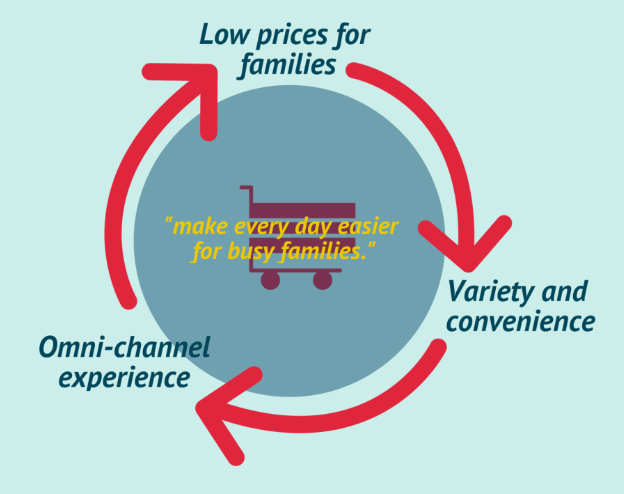 Low prices for
families
"make every day easier
for busy families."
Variety and
convenience
Omni-channel
experience